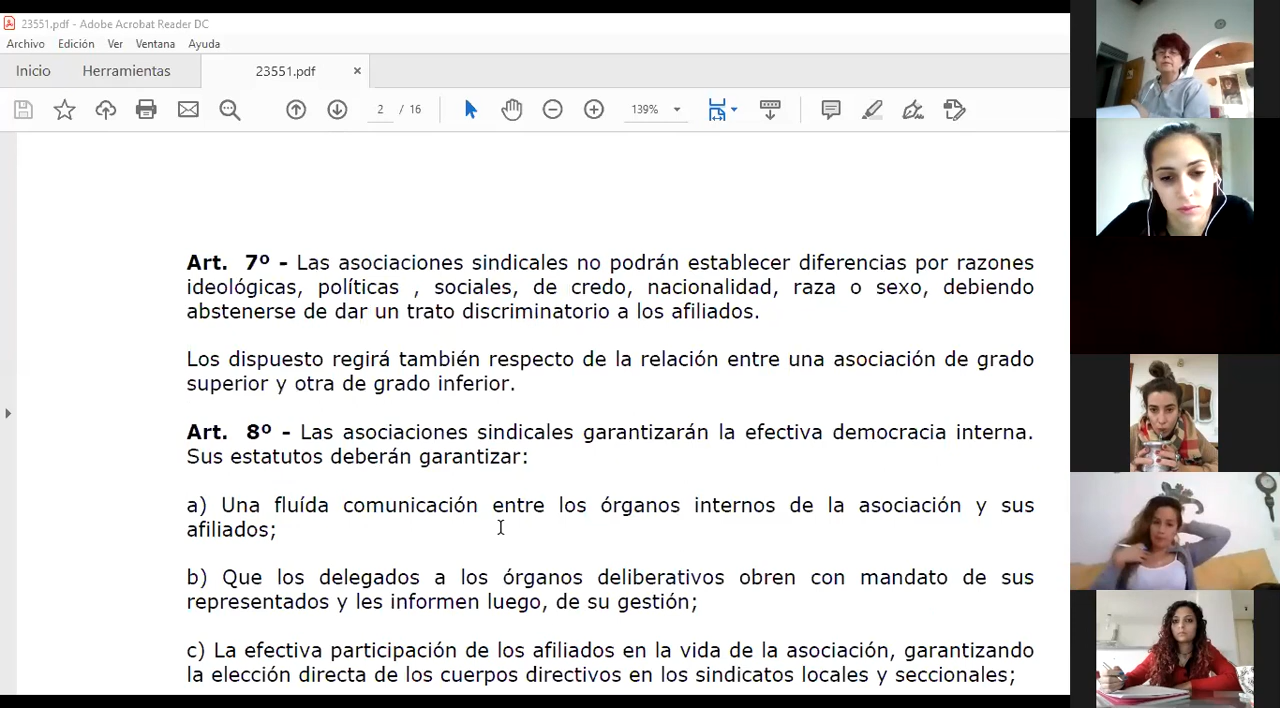 23551.pdf - Adobe Acrobat Reader DC
Archivo Edición Ver Ventana Ayuda
Inicio Herramientas 23551.pdf ×
2 / 16 139%
Art. 7º - Las asociaciones sindicales no podrán establecer diferencias por razones
ideológicas, políticas , sociales, de credo, nacionalidad, raza o sexo, debiendo
abstenerse de dar un trato discriminatorio a los afiliados.
Los dispuesto regirá también respecto de la relación entre una asociación de grado
superior y otra de grado inferior.
Art. 8º - Las asociaciones sindicales garantizarán la efectiva democracia interna.
Sus estatutos deberán garantizar:
a) Una fluída comunicación entre los órganos internos de la asociación y sus
afiliados;
b) Que los delegados a los órganos deliberativos obren con mandato de sus
representados y les informen luego, de su gestión;
c) La efectiva participación de los afiliados en la vida de la asociación, garantizando
la elección directa de los cuerpos directivos en los sindicatos locales y seccionales;